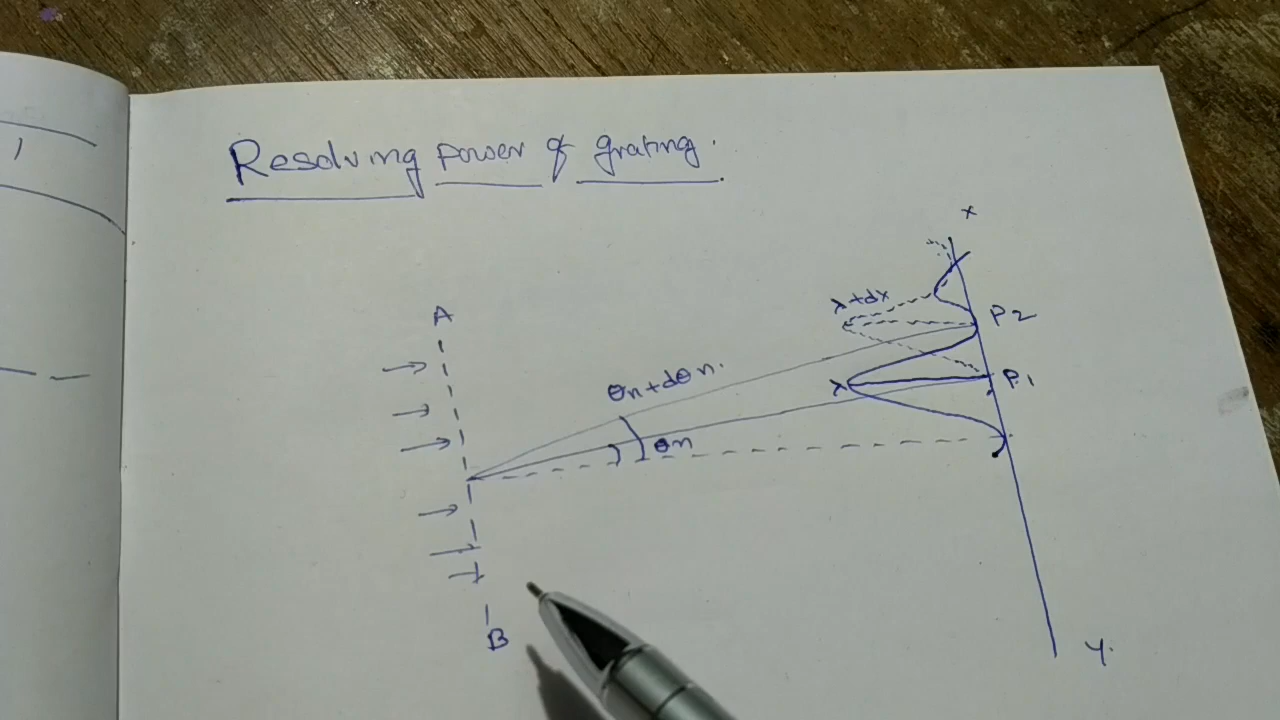 Resolving power of grating.
x
A
λ+dλ
P2
θn+dθn.
λ
P1
θn
B
Y.